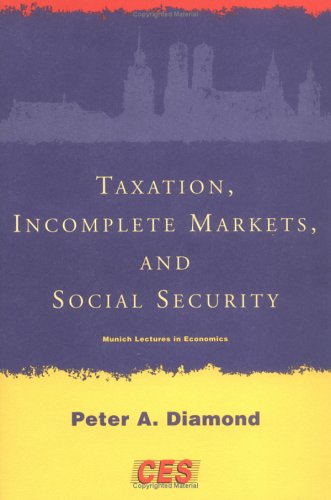 TAXATION,
INCOMPLETE MARKETS,
AND
SOCIAL SECURITY
Munich Lectures in Economics
Peter A. Diamond
CES